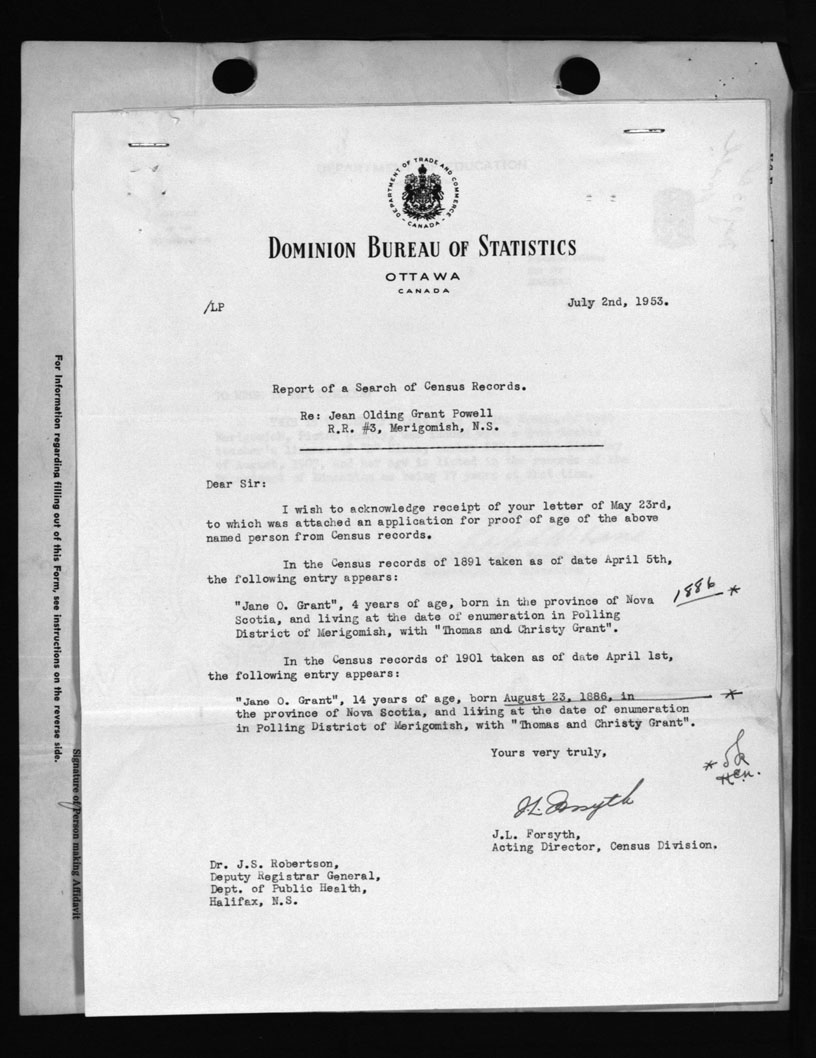 DEPARTMENT OF TRADE AND COMMERCE
- CANADA -
DOMINION BUREAU OF STATISTICS
OTTAWA
CANADA
/LP
July 2nd, 1953.
Report of a Search of Census Records.
Re: Jean Olding Grant Powell
R.R. #3, Merigomish, N.S.
Dear Sir:
I wish to acknowledge receipt of your letter of May 23rd,
to which was attached an application for proof of age of the above
named person from Census records.
In the Census records of 1891 taken as of date April 5th,
the following entry appears:
"Jane O. Grant", 4 years of age, born in the province of Nova
Scotia, and living at the date of enumeration in Polling
District of Merigomish, with "Thomas and Christy Grant".
1886 *
In the Census records of 1901 taken as of date April 1st,
the following entry appears:
"Jane O. Grant", 14 years of age, born August 23, 1886, in *
the province of Nova Scotia, and living at the date of enumeration
in Polling District of Merigomish, with "Thomas and Christy Grant".
Yours very truly,
* ok
J.L. Forsyth
J.L. Forsyth,
Acting Director, Census Division.
Dr. J.S. Robertson,
Deputy Registrar General,
Dept. of Public Health,
Halifax, N.S.
For Information regarding filling out of this Form, see instructions on the reverse side.
Signature of Person making Affidavit